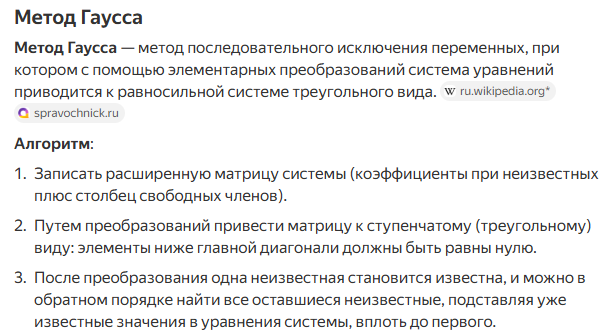 Метод Гаусса
Метод Гаусса — метод последовательного исключения переменных, при
котором с помощью элементарных преобразований система уравнений
приводится к равносильной системе треугольного вида. W ru.wikipedia.org*
spravochnick.ru
Алгоритм:
1. Записать расширенную матрицу системы (коэффициенты при неизвестных
плюс столбец свободных членов).
2. Путем преобразований привести матрицу к ступенчатому (треугольному)
виду: элементы ниже главной диагонали должны быть равны нулю.
3. После преобразования одна неизвестная становится известна, и можно в
обратном порядке найти все оставшиеся неизвестные, подставляя уже
известные значения в уравнения системы, вплоть до первого.